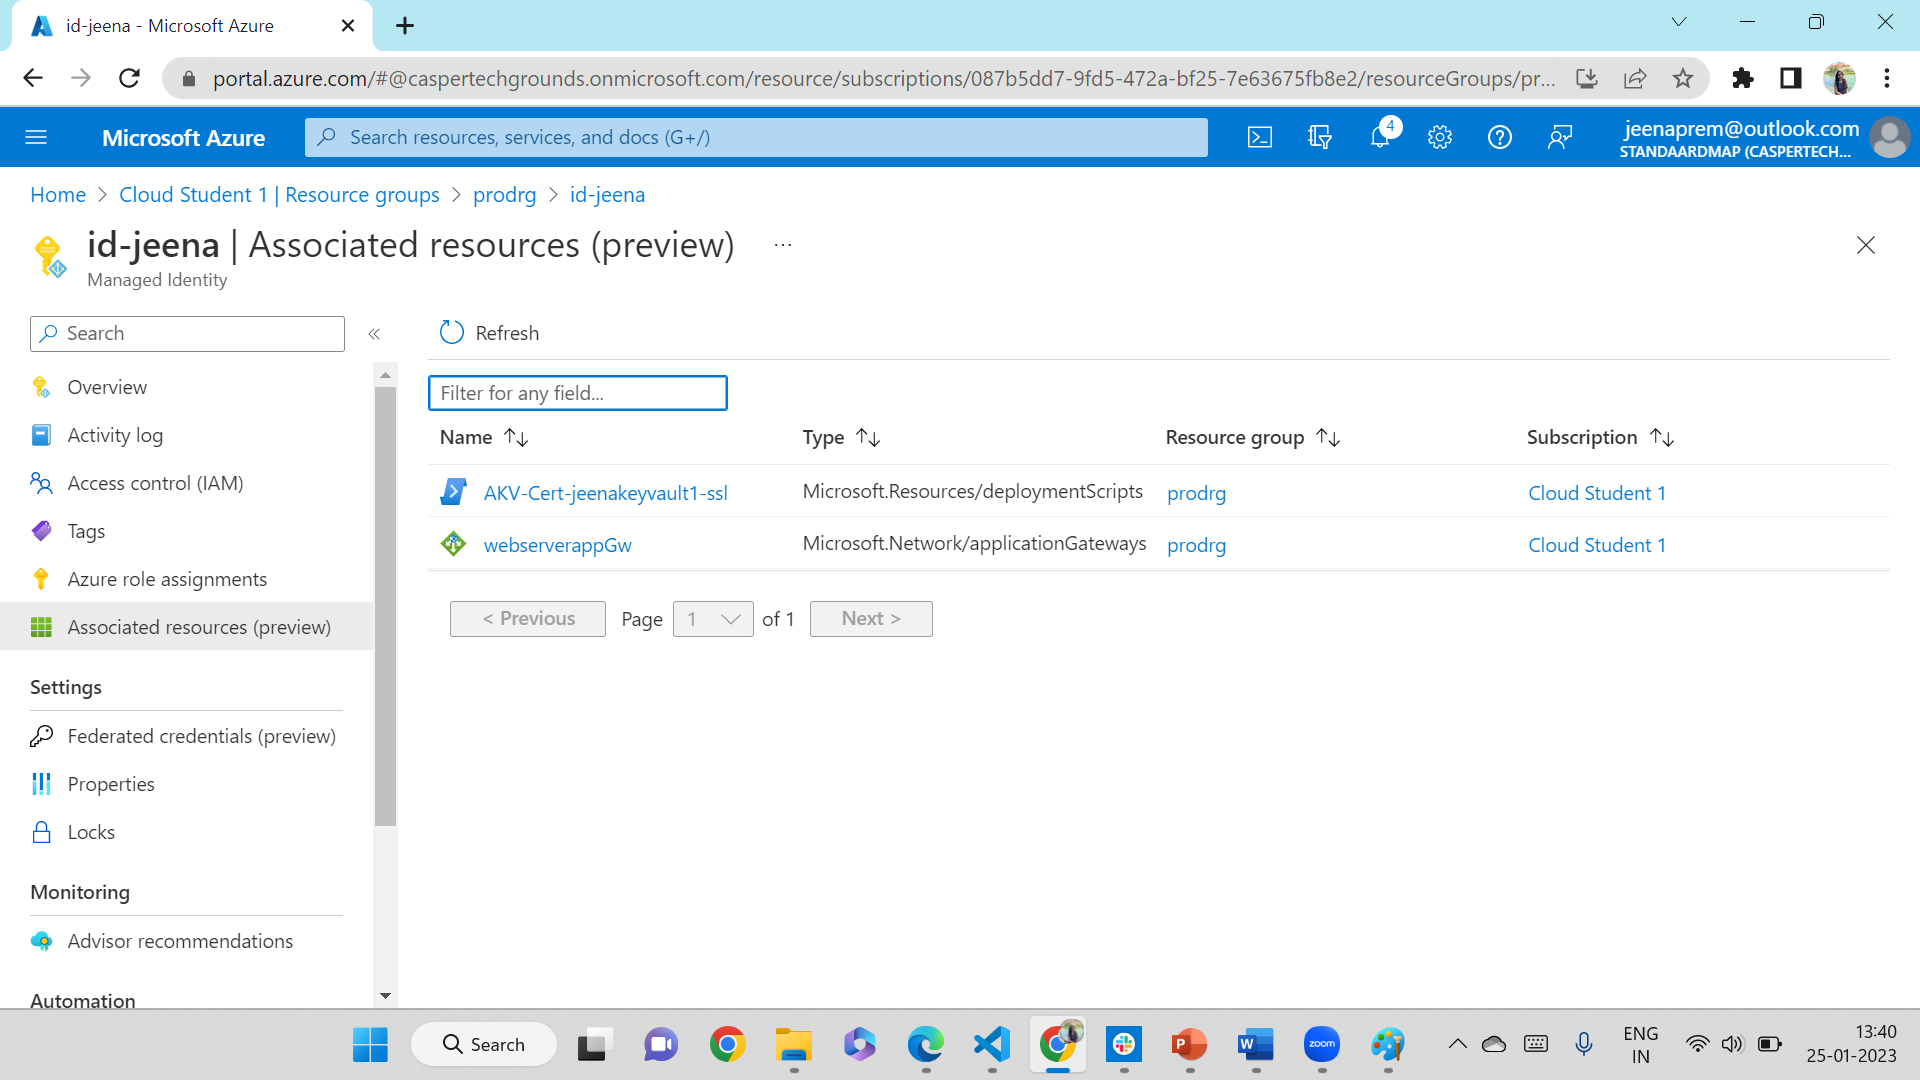 id-jeena - Microsoft Azure
portal.azure.com/#@caspertechgrounds.onmicrosoft.com/resource/subscriptions/087b5dd7-9fd5-472a-bf25-7e63675fb8e2/resourceGroups/pr...
Microsoft Azure
Search resources, services, and docs (G+/)
4
jeenaprem@outlook.com
STANDAARDMAP (CASPERTECH...
Home > Cloud Student 1 | Resource groups > prodrg > id-jeena
id-jeena | Associated resources (preview) ...
Managed Identity
Search
«
Refresh
Filter for any field...
Name Type Resource group Subscription
AKV-Cert-jeenakeyvault1-ssl Microsoft.Resources/deploymentScripts prodrg Cloud Student 1
webserverappGw Microsoft.Network/applicationGateways prodrg Cloud Student 1
< Previous Page 1 of 1 Next >
Overview
Activity log
Access control (IAM)
Tags
Azure role assignments
Associated resources (preview)
Settings
Federated credentials (preview)
Properties
Locks
Monitoring
Advisor recommendations
Automation
Search
zoom
ENG
IN
13:40
25-01-2023